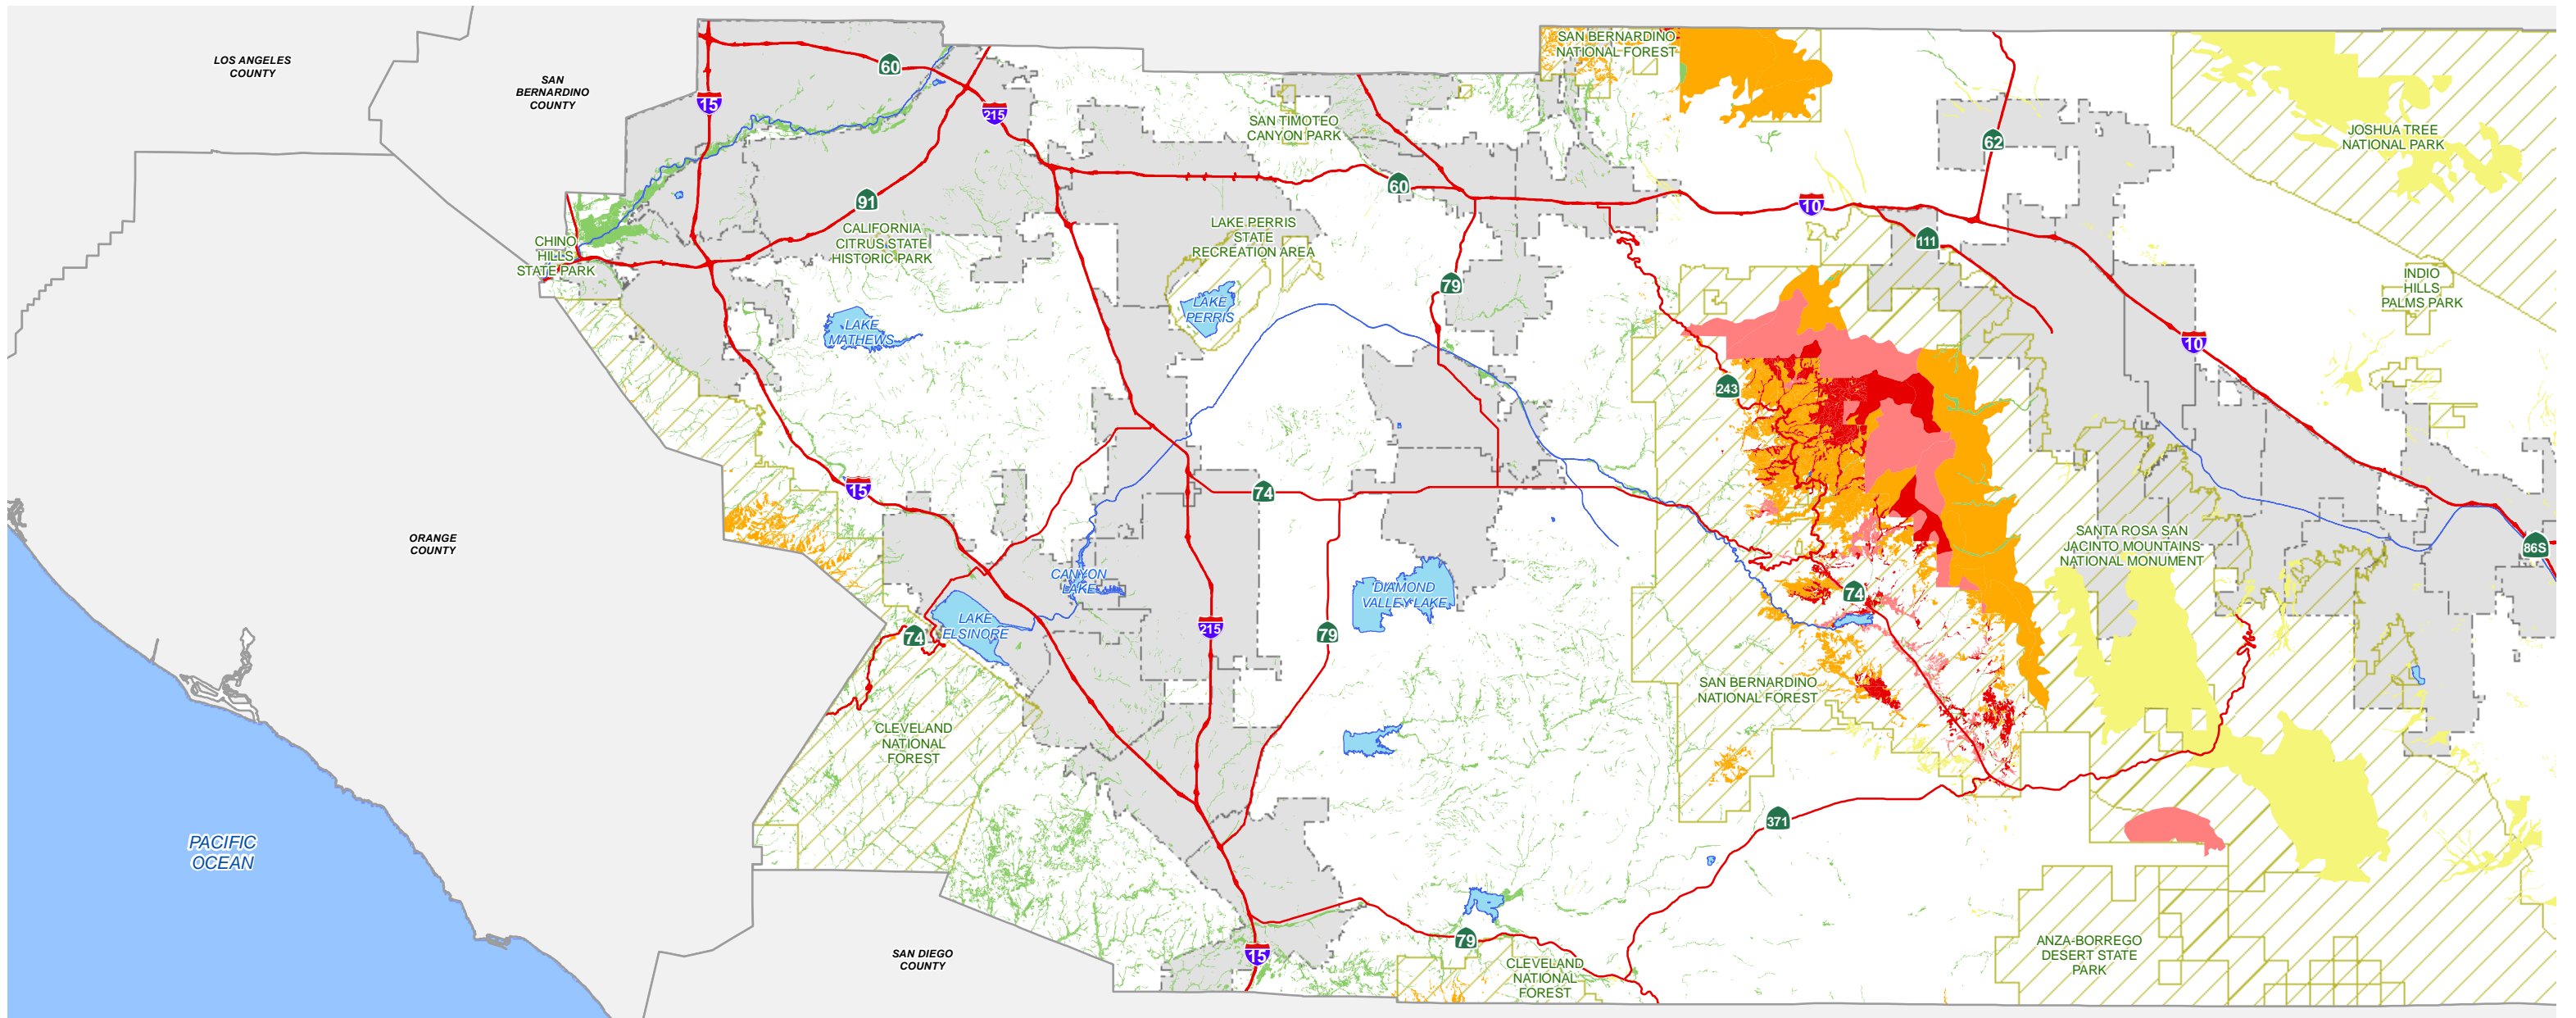 LOS ANGELES
COUNTY
SAN
BERNARDINO
COUNTY
60
15
215
SAN BERNARDINO
NATIONAL FOREST
SAN TIMOTEO
CANYON PARK
62
JOSHUA TREE
NATIONAL PARK
91
60
10
CALIFORNIA
CITRUS STATE
HISTORIC PARK
LAKE PERRIS
STATE
RECREATION AREA
CHINO
HILLS
STATE PARK
111
79
INDIO
HILLS
PALMS PARK
LAKE
PERRIS
LAKE
MATHEWS
10
243
15
74
ORANGE
COUNTY
SANTA ROSA SAN
JACINTO MOUNTAINS
NATIONAL MONUMENT
86S
CANYON
LAKE
DIAMOND
VALLEY LAKE
74
LAKE
ELSINORE
74
215
79
SAN BERNARDINO
NATIONAL FOREST
CLEVELAND
NATIONAL
FOREST
371
PACIFIC
OCEAN
SAN DIEGO
COUNTY
15
79
CLEVELAND
NATIONAL
FOREST
ANZA-BORREGO
DESERT STATE
PARK